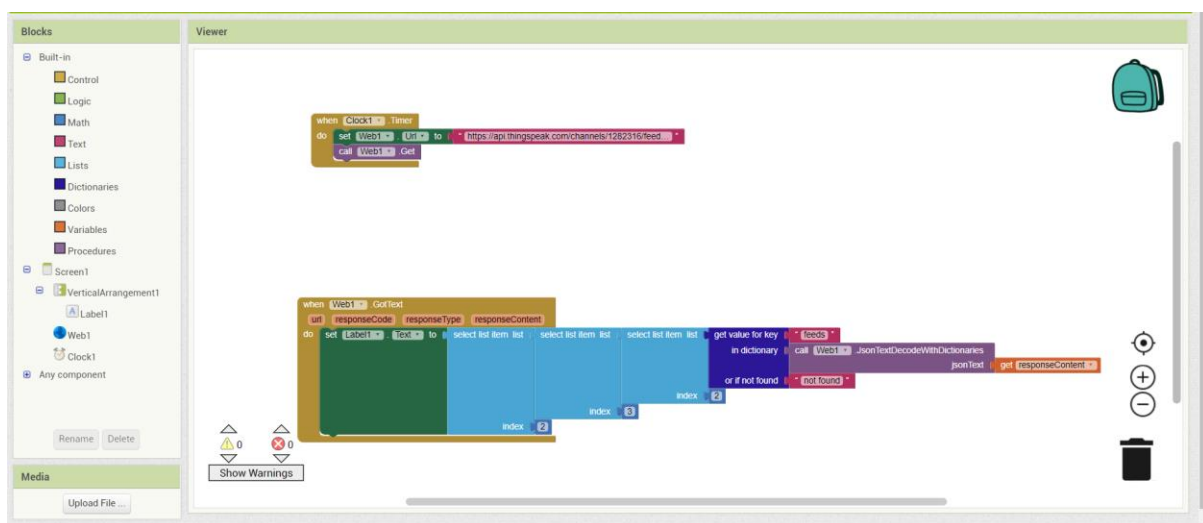 Blocks
Viewer
Built-in
Control
Logic
Math
Text
Lists
Dictionaries
Colors
Variables
Procedures
Screen1
VerticalArrangement1
Label1
Web1
Clock1
Any component
Rename Delete
Media
Upload File ...
when Clock1 .Timer
do set Web1 . Url to " https://api.thingspeak.com/channels/1282316/feed... "
call Web1 .Get
when Web1 .GotText
url responseCode responseType responseContent
do set Label1 . Text to select list item list select list item list select list item list get value for key " feeds "
in dictionary call Web1 .JsonTextDecodeWithDictionaries
jsonText get responseContent
or if not found " not found "
index 2
index 3
index 2
0 0
Show Warnings